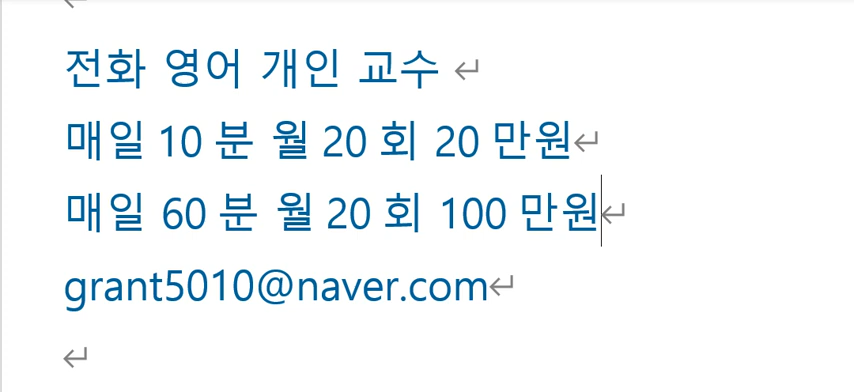 전화 영어 개인 교수
매일 10 분 월 20 회 20 만원
매일 60 분 월 20 회 100 만원
grant5010@naver.com